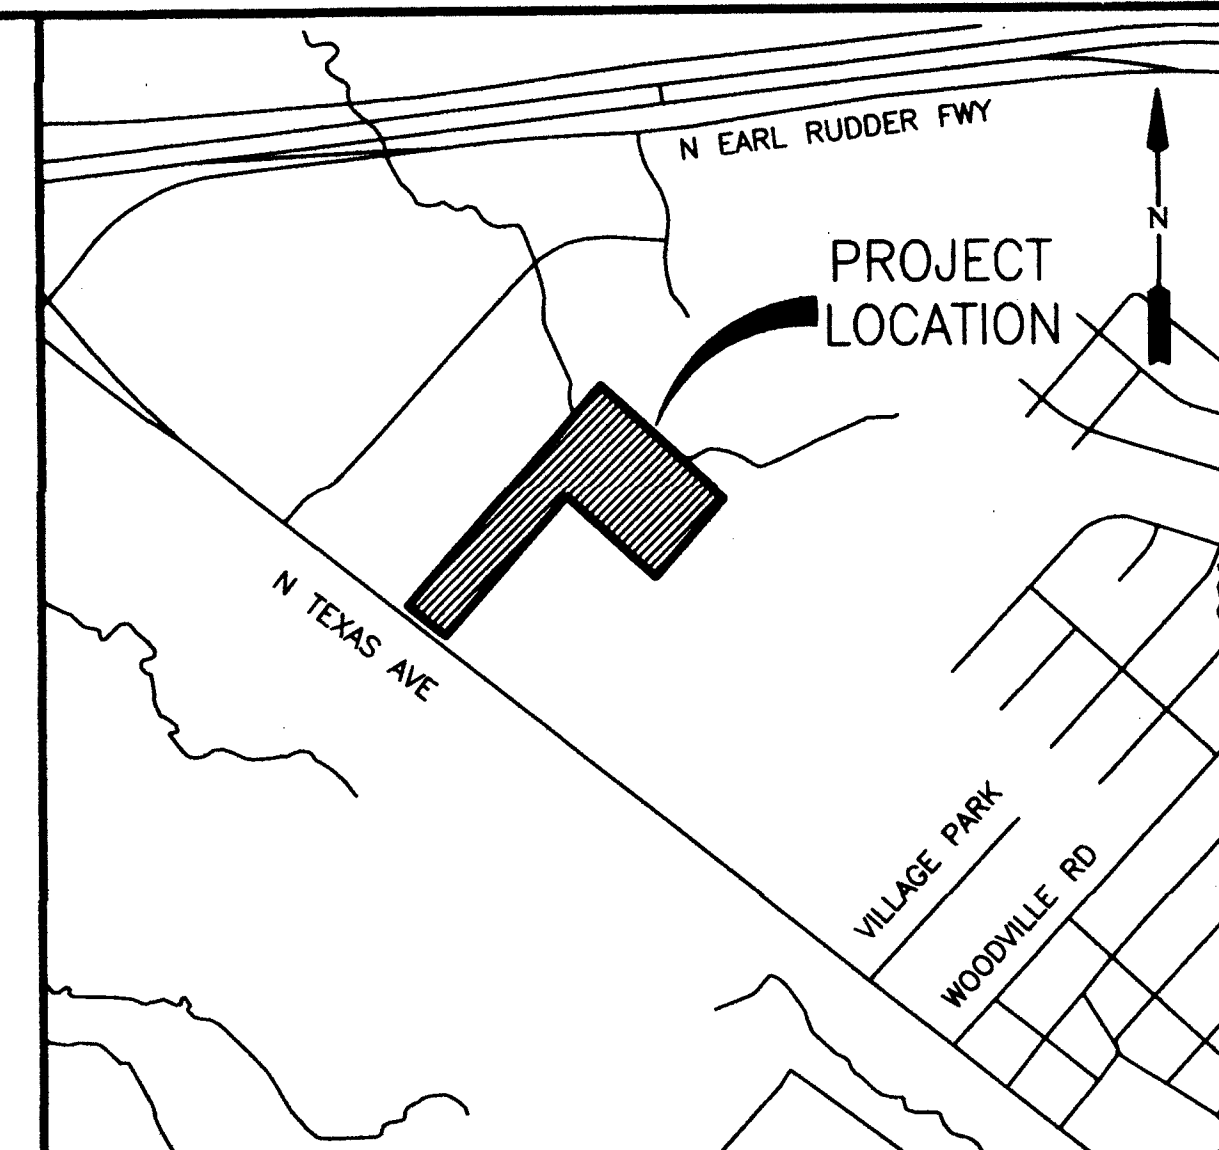 N EARL RUDDER FWY
N
PROJECT
LOCATION
N TEXAS AVE
VILLAGE PARK
WOODVILLE RD